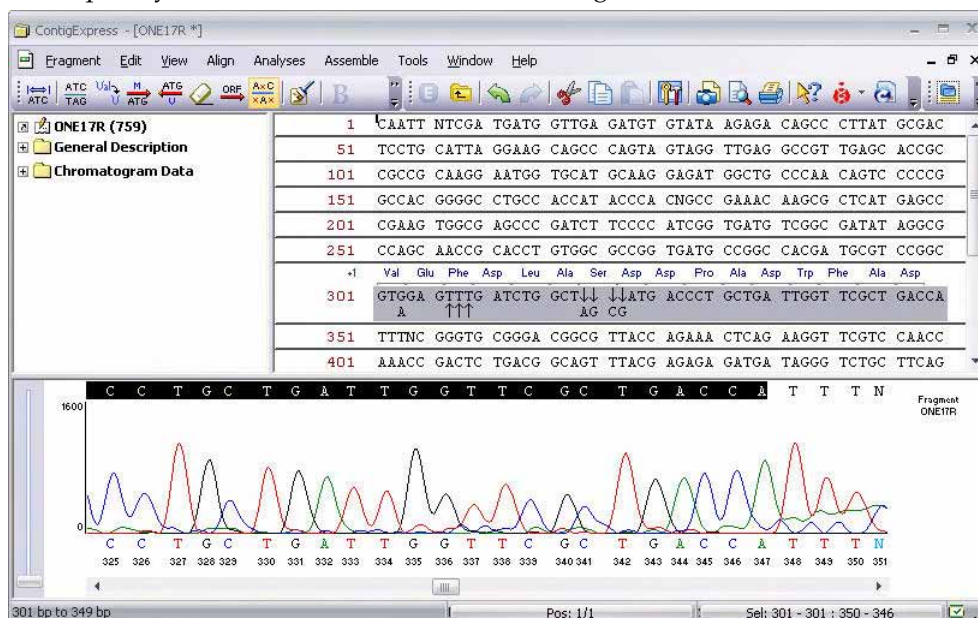 ContigExpress - [ONE17R *]
Fragment Edit View Align Analyses Assemble Tools Window Help
ONE17R (759)
General Description
Chromatogram Data
1 CAATT NTCGA TGATG GTTGA GATGT GTATA AGAGA CAGCC CTTAT GCGAC
51 TCCTG CATTA GGAAG CAGCC CAGTA GTAGG TTGAG GCCGT TGAGC ACCGC
101 CGCCG CAAGG AATGG TGCAT GCAAG GAGAT GGCTG CCCAA CAGTC CCCCG
151 GCCAC GGGGC CTGCC ACCAT ACCCA CNGCC GAAAC AAGCG CTCAT GAGCC
201 CGAAG TGGCG AGCCC GATCT TCCCC ATCGG TGATG TCGGC GATAT AGGCG
251 CCAGC AACCG CACCT GTGGC GCCGG TGATG CCGGC CACGA TGCGT CCGGC
+1 Val Glu Phe Asp Leu Ala Ser Asp Asp Pro Ala Asp Trp Phe Ala Asp
301 GTGGA GTTTG ATCTG GCT↓↓ ↓↓ATG ACCCT GCTGA TTGGT TCGCT GACCA
A ↑↑↑ AG CG
351 TTTNC GGGTG CGGGA CGGCG TTACC AGAAA CTCAG AAGGT TCGTC CAACC
401 AAACC GACTC TGACG GCAGT TTACG AGAGA GATGA TAGGG TCTGC TTCAG
C C T G C T G A T T G G T T C G C T G A C C A T T T N
1600
Fragment
ONE17R
0
C C T G C T G A T T G G T T C G C T G A C C A T T T N
325 326 327 328 329 330 331 332 333 334 335 336 337 338 339 340 341 342 343 344 345 346 347 348 349 350 351
301 bp to 349 bp Pos: 1/1 Sel: 301 - 301 : 350 - 346